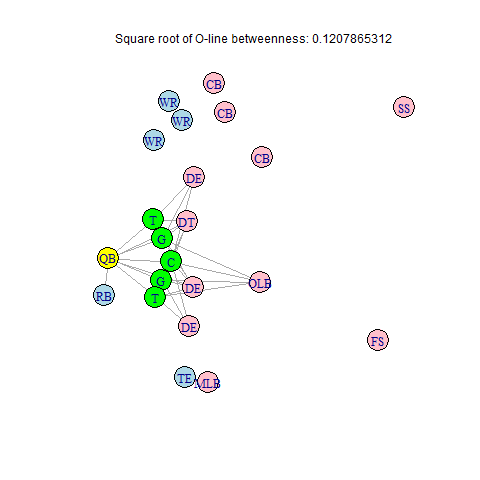 Square root of O-line betweenness: 0.1207865312
CB
WR
CB
SS
WR
WR
CB
DE
T
DT
G
QB
C
G
OLB
DE
RB
T
DE
FS
TE
MLB